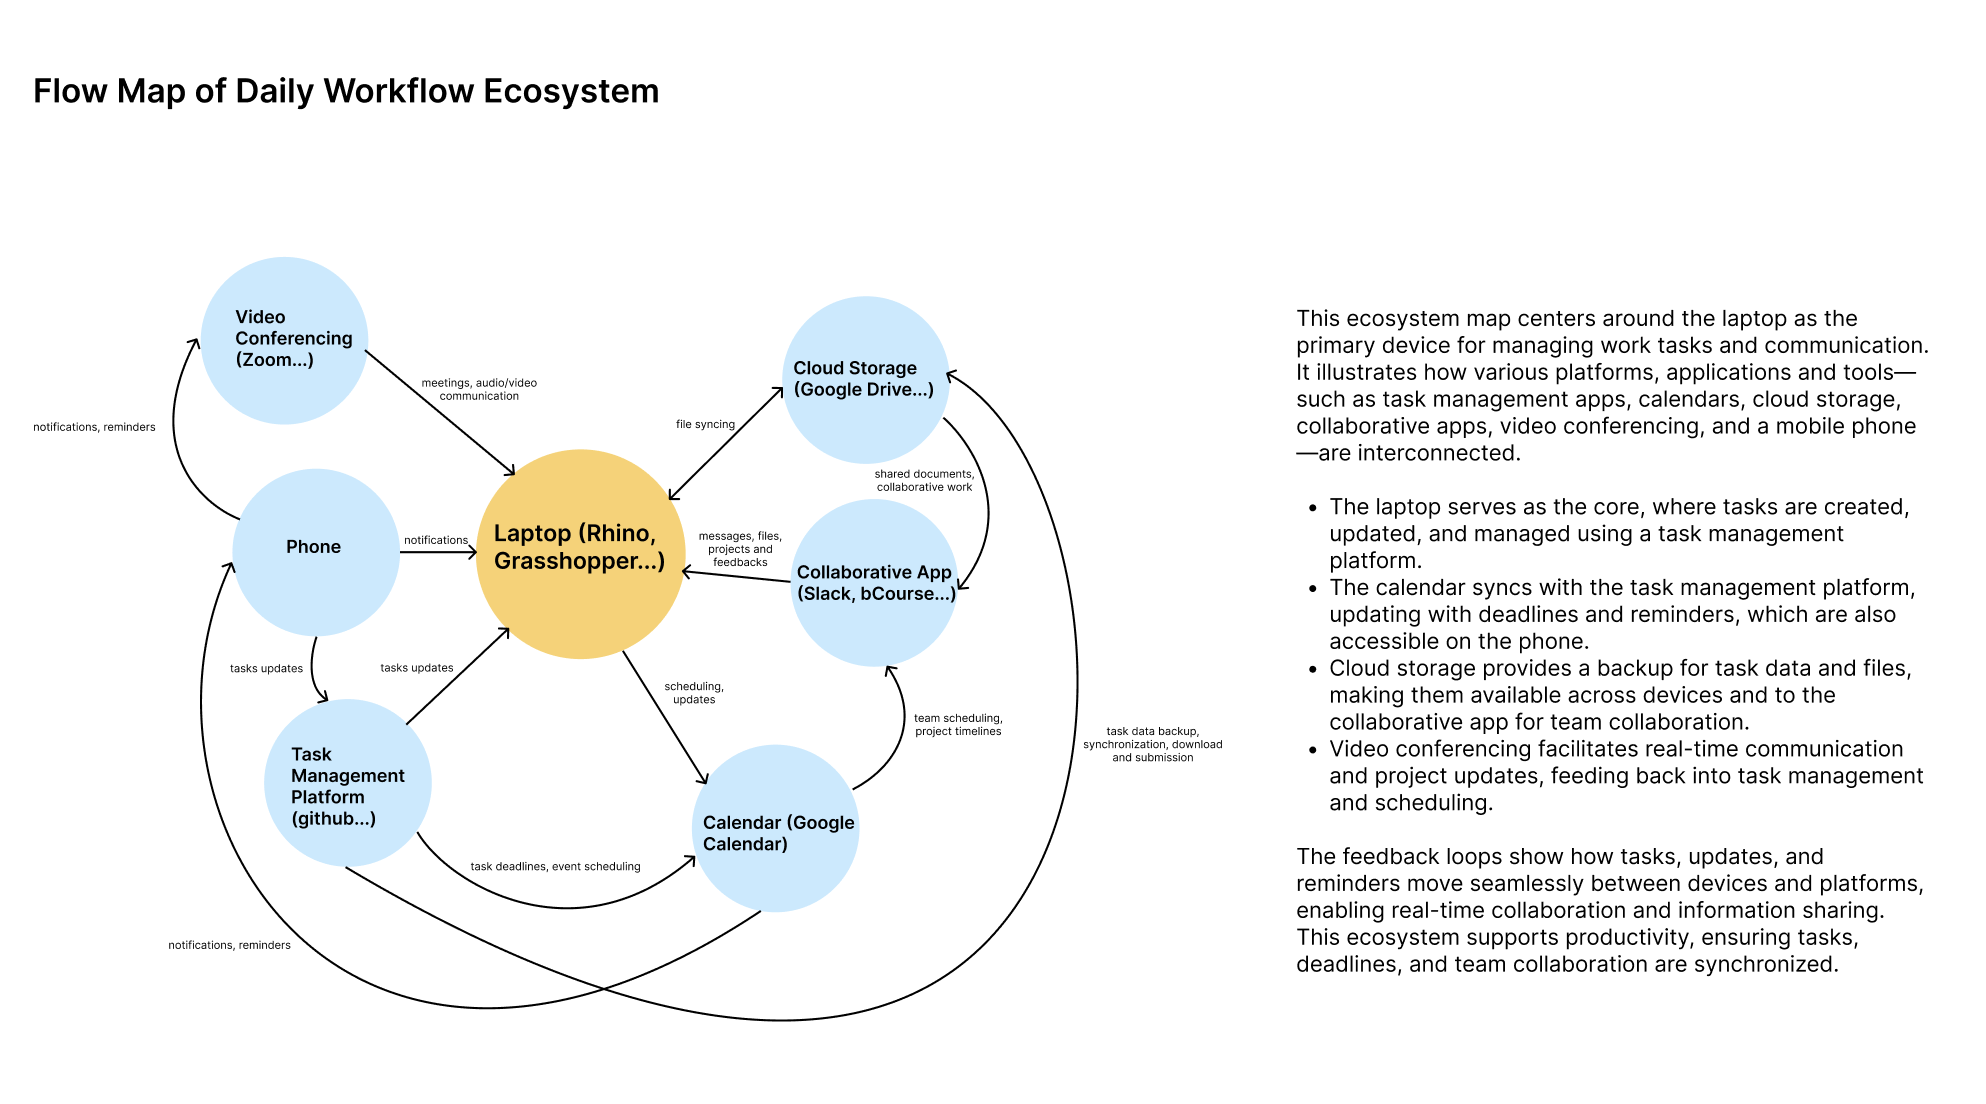 Flow Map of Daily Workflow Ecosystem
Video
Conferencing
(Zoom...)
meetings, audio/video
communication
notifications, reminders
Phone
notifications
Laptop (Rhino,
Grasshopper...)
file syncing
Cloud Storage
(Google Drive...)
shared documents,
collaborative work
messages, files,
projects and
feedbacks
Collaborative App
(Slack, bCourse...)
tasks updates
tasks updates
scheduling,
updates
team scheduling,
project timelines
task data backup,
synchronization, download
and submission
Task
Management
Platform
(github...)
Calendar (Google
Calendar)
task deadlines, event scheduling
notifications, reminders
This ecosystem map centers around the laptop as the
primary device for managing work tasks and communication.
It illustrates how various platforms, applications and tools—
such as task management apps, calendars, cloud storage,
collaborative apps, video conferencing, and a mobile phone
—are interconnected.
• The laptop serves as the core, where tasks are created,
updated, and managed using a task management
platform.
• The calendar syncs with the task management platform,
updating with deadlines and reminders, which are also
accessible on the phone.
• Cloud storage provides a backup for task data and files,
making them available across devices and to the
collaborative app for team collaboration.
• Video conferencing facilitates real-time communication
and project updates, feeding back into task management
and scheduling.
The feedback loops show how tasks, updates, and
reminders move seamlessly between devices and platforms,
enabling real-time collaboration and information sharing.
This ecosystem supports productivity, ensuring tasks,
deadlines, and team collaboration are synchronized.